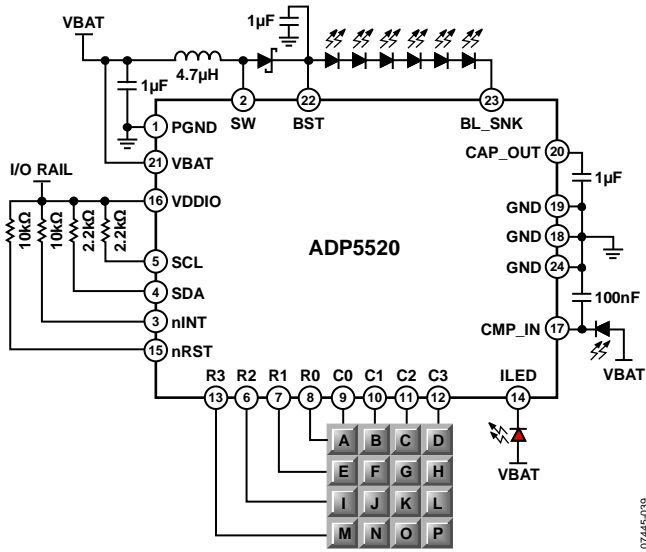 VBAT
1µF
4.7µH
1µF
2
SW
22
BST
23
BL_SNK
1 PGND
21 VBAT
I/O RAIL
16 VDDIO
10kΩ
10kΩ
2.2kΩ
2.2kΩ
5 SCL
4 SDA
3 nINT
15 nRST
ADP5520
CAP_OUT 20
1µF
GND 19
GND 18
GND 24
100nF
CMP_IN 17
VBAT
R3 R2 R1 R0 C0 C1 C2 C3 ILED
13 6 7 8 9 10 11 12 14
A B C D
E F G H
I J K L
M N O P
VBAT
07445-039